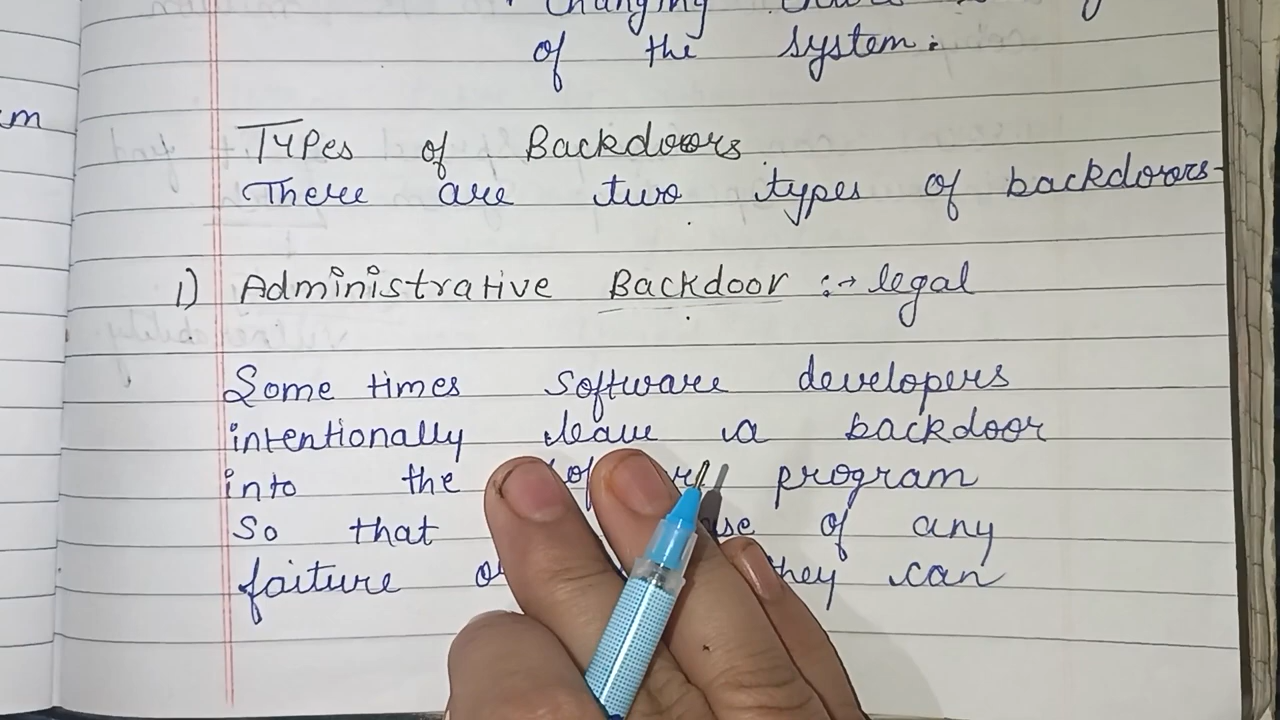 changing
of the system.
m
Types of Backdoors
There are two types of backdoors-
1) Administrative Backdoor :→ legal
Some times software developers
intentionally leave a backdoor
into the program
So that of any
faiture they can